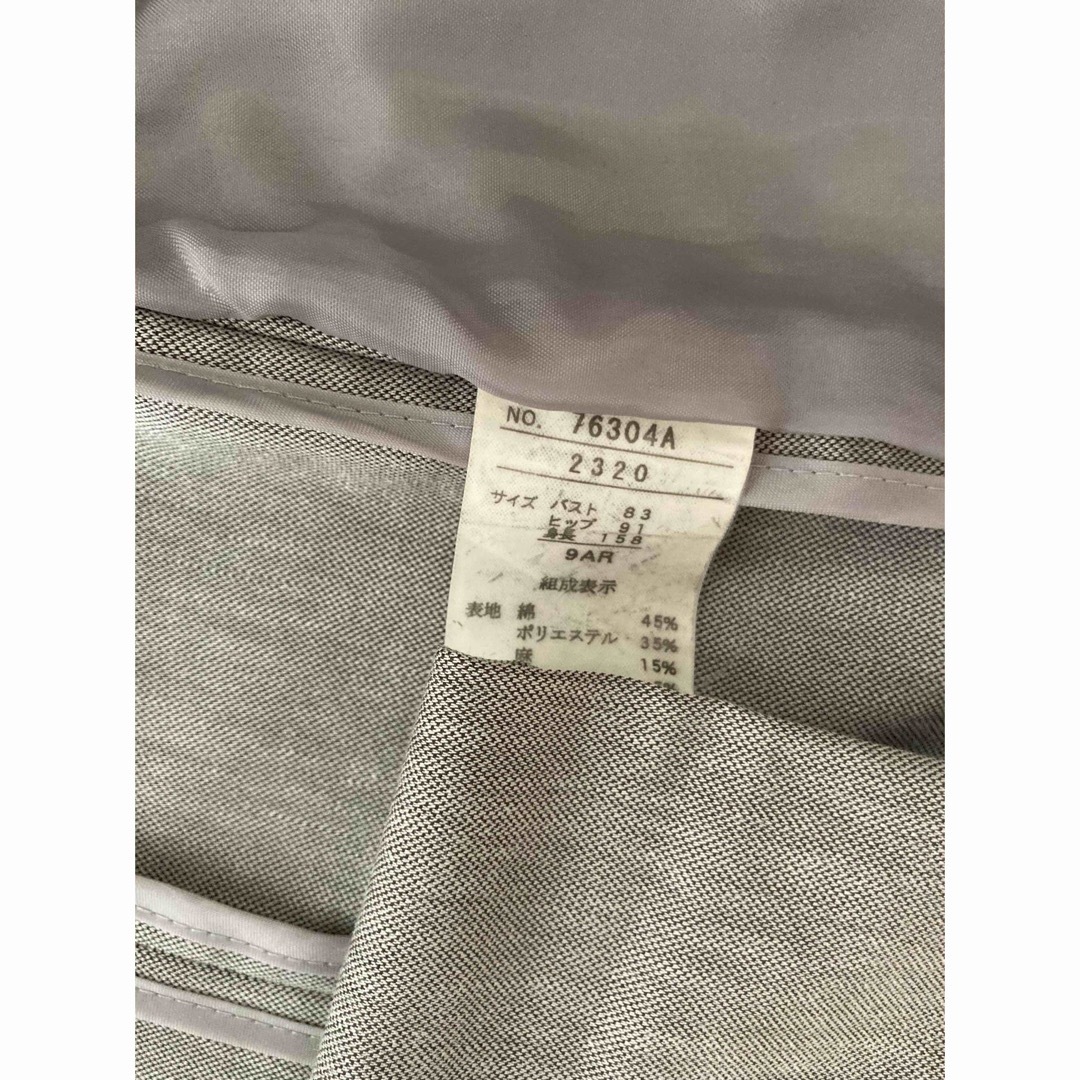 NO. 76304A
2320
サイズ バスト 83
ヒップ 91
身長 158
9AR
組成表示
表地 綿 45%
ポリエステル 35%
麻 15%